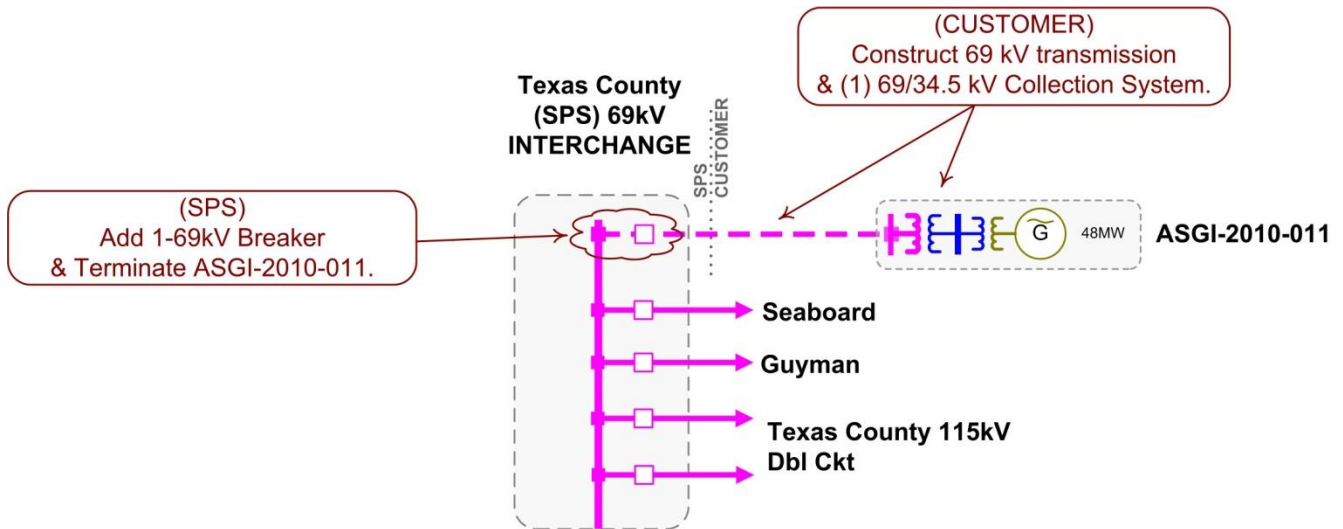 (CUSTOMER)
Construct 69 kV transmission
& (1) 69/34.5 kV Collection System.
Texas County
(SPS) 69kV
INTERCHANGE
SPS
CUSTOMER
(SPS)
Add 1-69kV Breaker
& Terminate ASGI-2010-011.
G
48MW
ASGI-2010-011
Seaboard
Guyman
Texas County 115kV
Dbl Ckt